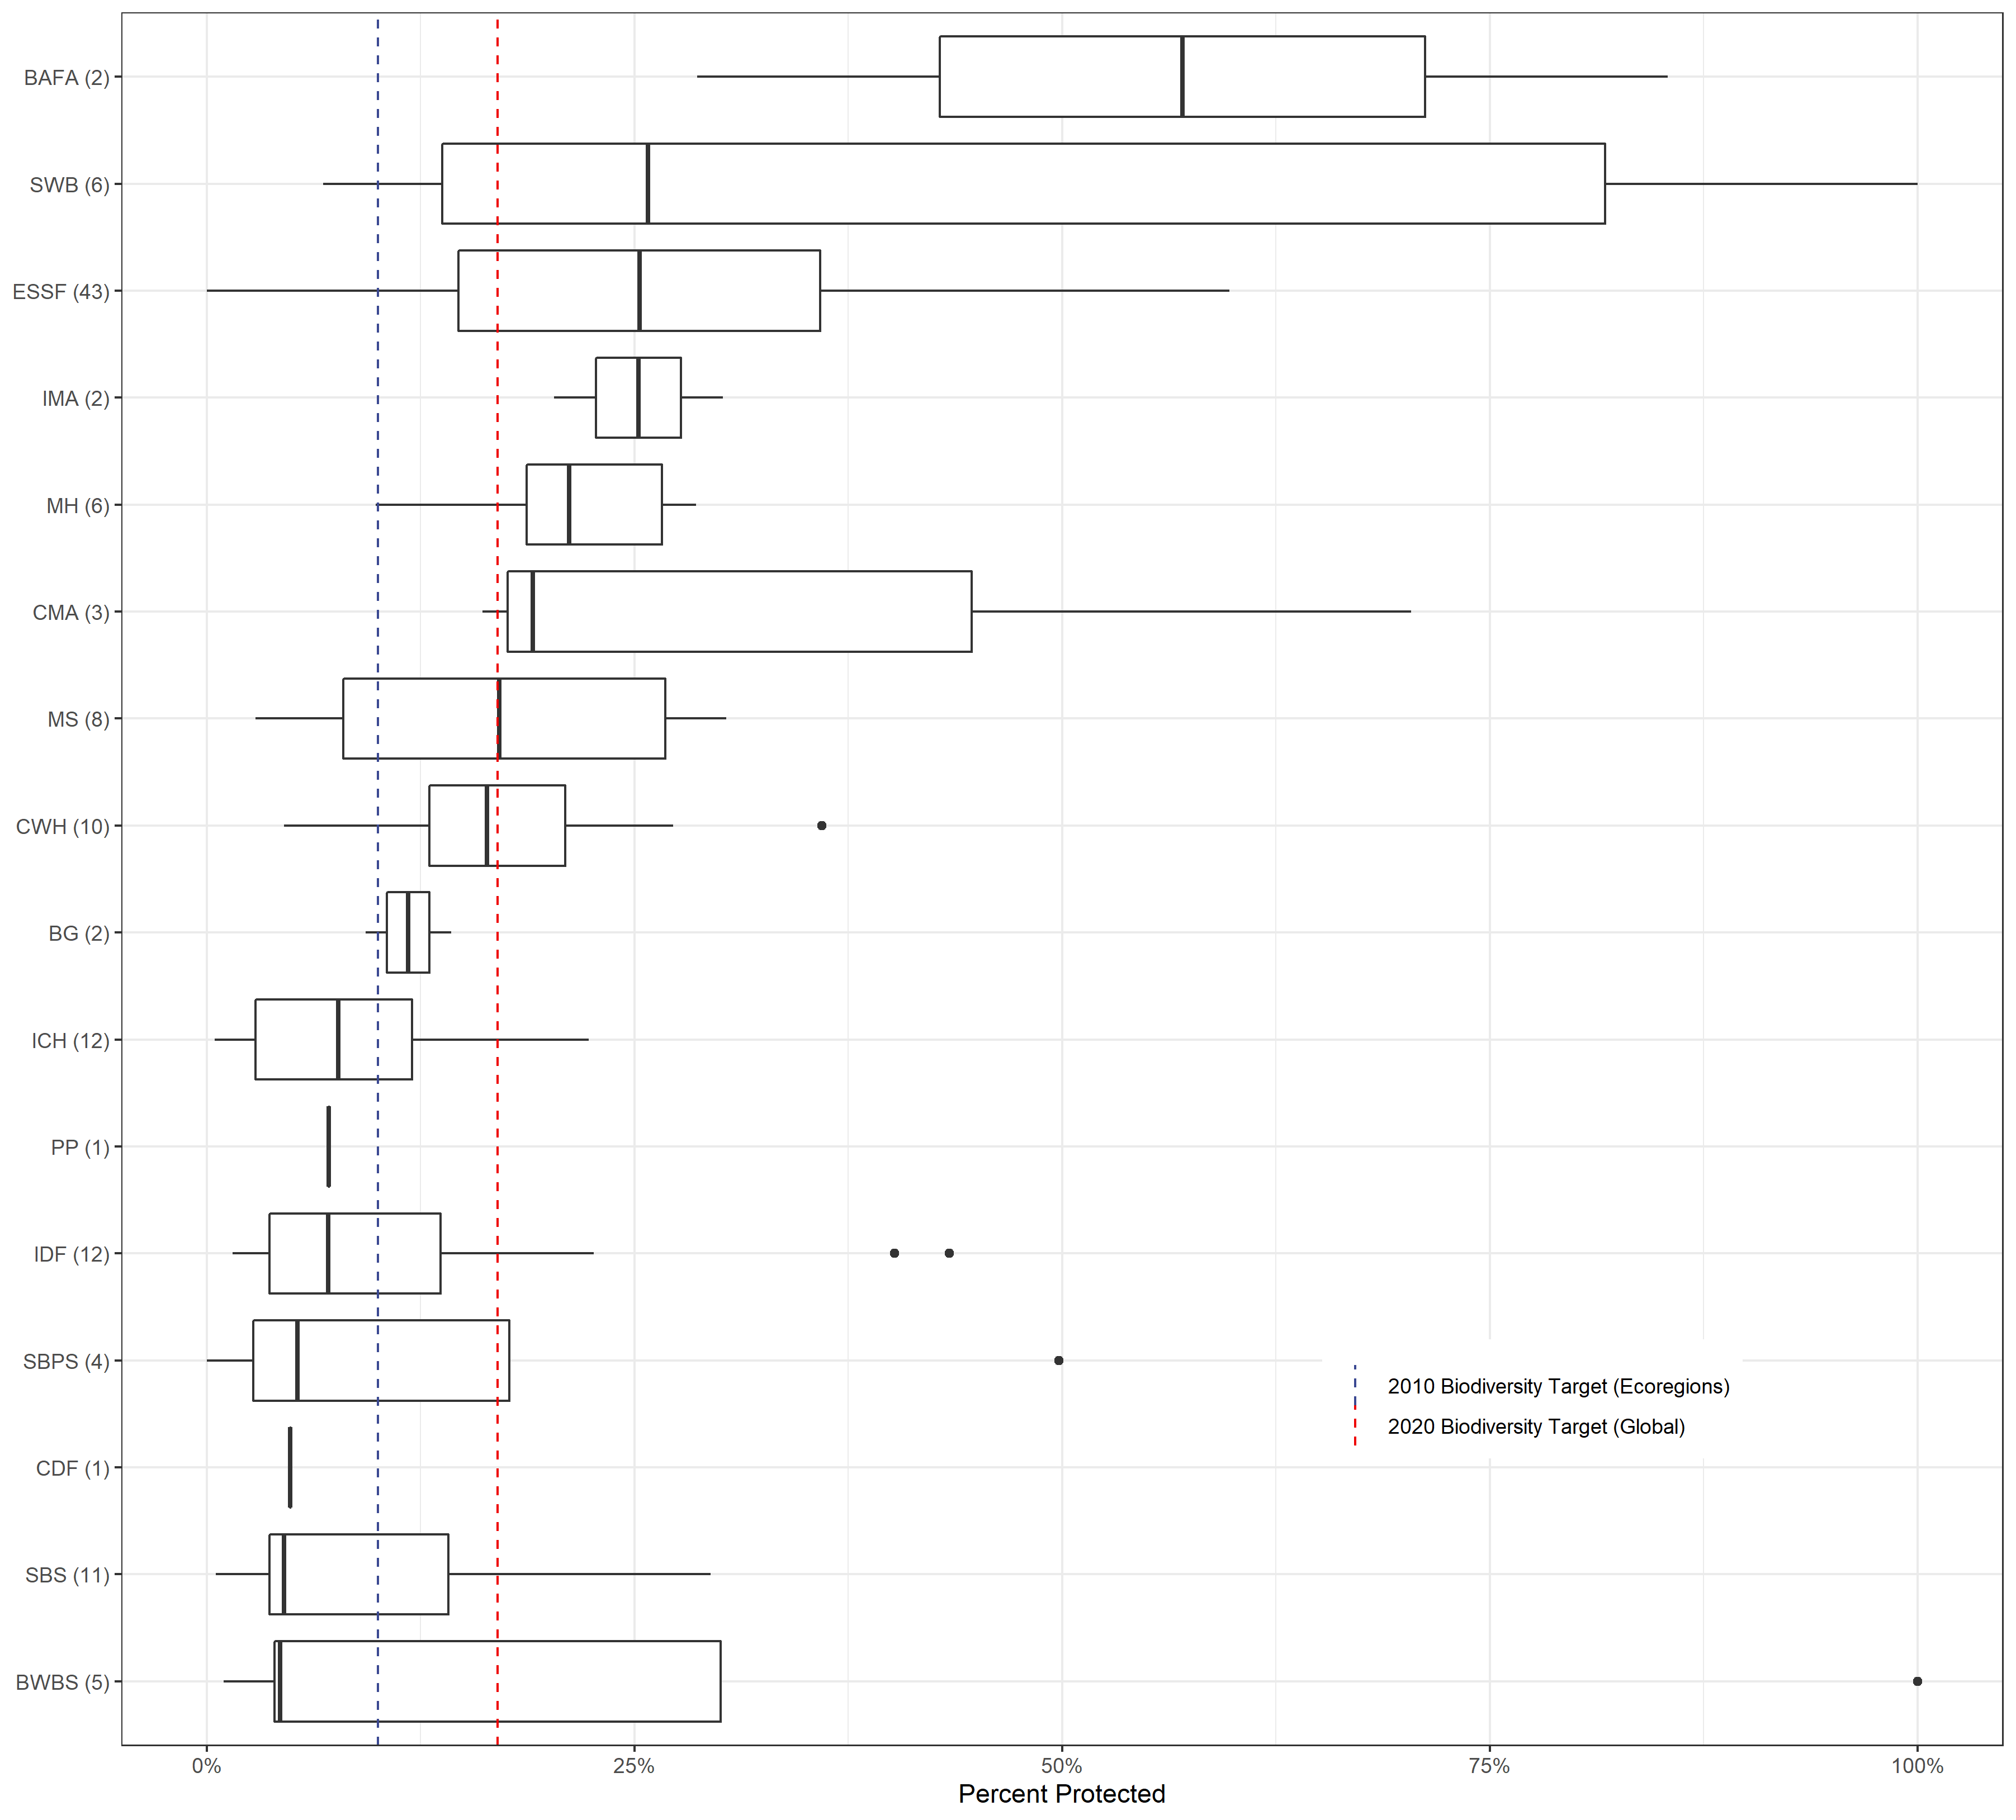 BAFA (2)
SWB (6)
ESSF (43)
IMA (2)
MH (6)
CMA (3)
MS (8)
CWH (10)
BG (2)
ICH (12)
PP (1)
IDF (12)
SBPS (4)
2010 Biodiversity Target (Ecoregions)
2020 Biodiversity Target (Global)
CDF (1)
SBS (11)
BWBS (5)
0% 25% 50% 75% 100%
Percent Protected